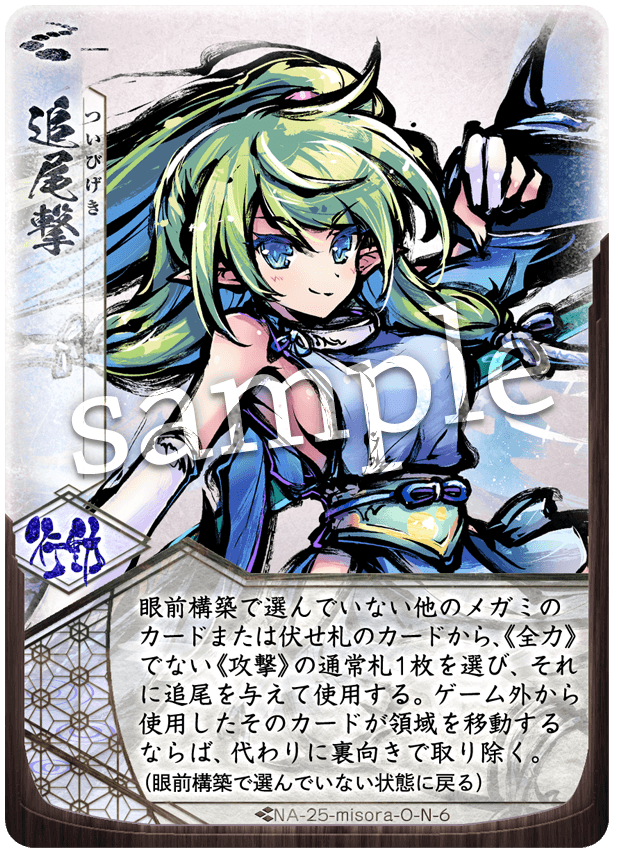 追尾撃
ついびげき
sample
行動
眼前構築で選んでいない他のメガミの
カードまたは伏せ札のカードから、《全力》
でない《攻撃》の通常札1枚を選び、それ
に追尾を与えて使用する。ゲーム外から
使用したそのカードが領域を移動する
ならば、代わりに裏向きで取り除く。
(眼前構築で選んでいない状態に戻る)
NA-25-misora-O-N-6